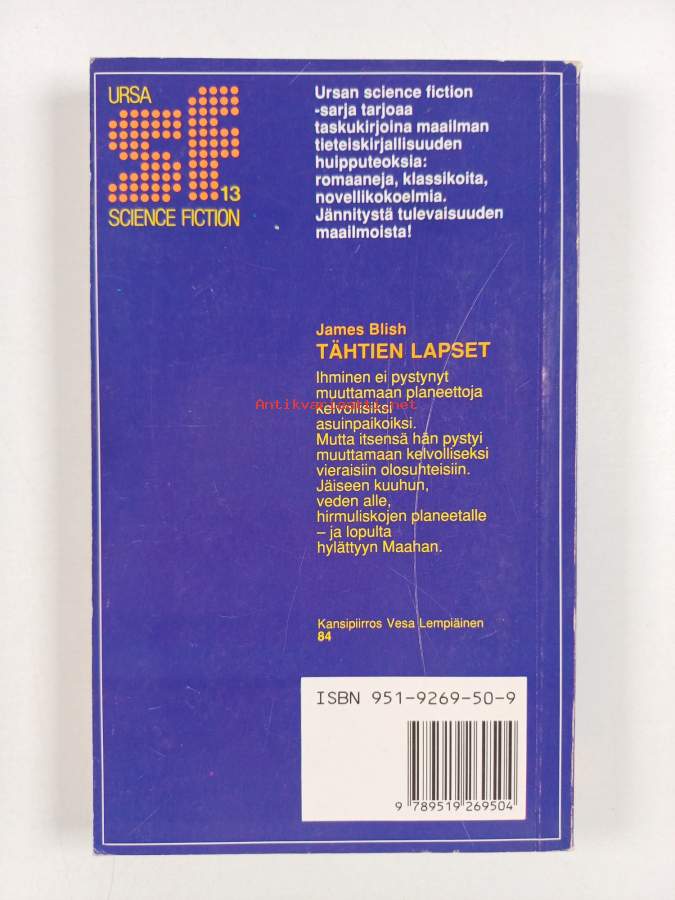 URSA
sf
13
SCIENCE FICTION
Ursan science fiction
-sarja tarjoaa
taskukirjoina maailman
tieteiskirjallisuuden
huipputeoksia:
romaaneja, klassikoita,
novellikokoelmia.
Jännitystä tulevaisuuden
maailmoista!
James Blish
TÄHTIEN LAPSET
Ihminen ei pystynyt
muuttamaan planeettoja
Antikvariaatti.net
kelvollisiksi
asuinpaikoiksi.
Mutta itsensä hän pystyi
muuttamaan kelvolliseksi
vieraisiin olosuhteisiin.
Jäiseen kuuhun,
veden alle,
hirmuliskojen planeetalle
– ja lopulta
hylättyyn Maahan.
Kansipiirros Vesa Lempiäinen
84
ISBN 951-9269-50-9
9 789519 269504